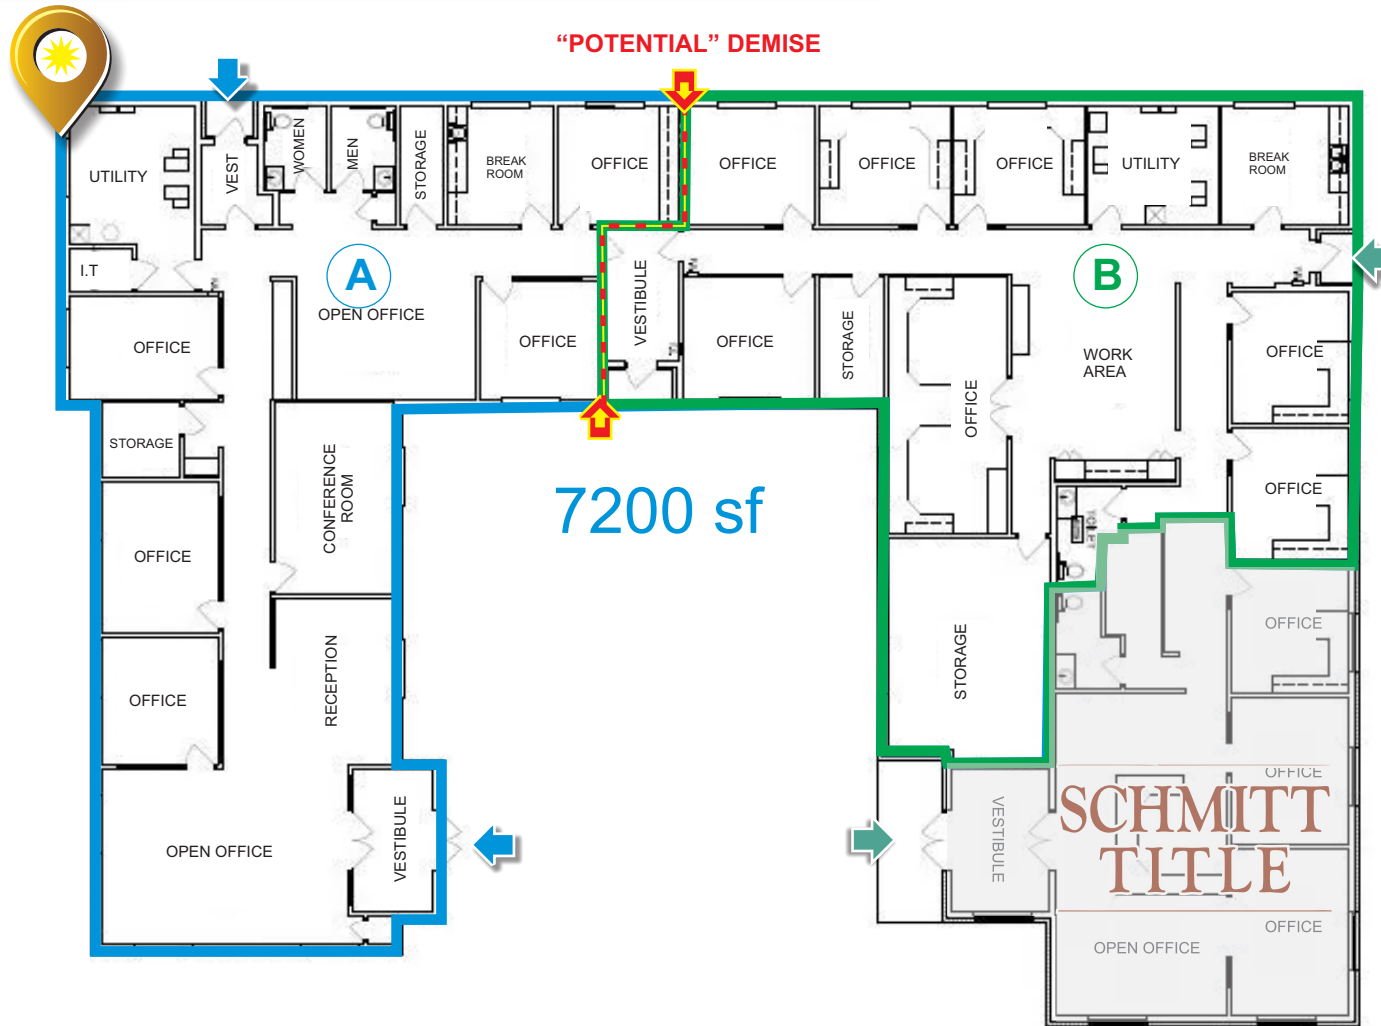 “POTENTIAL” DEMISE
UTILITY
VEST
WOMEN
MEN
STORAGE
BREAK
ROOM
OFFICE
OFFICE
OFFICE
OFFICE
UTILITY
BREAK
ROOM
I.T
A
OPEN OFFICE
VESTIBULE
B
OFFICE
OFFICE
OFFICE
STORAGE
WORK
AREA
OFFICE
OFFICE
STORAGE
CONFERENCE
ROOM
7200 sf
OFFICE
TOILET
OFFICE
OFFICE
RECEPTION
STORAGE
OFFICE
OFFICE
SCHMITT
TITLE
VESTIBULE
VESTIBULE
OPEN OFFICE
OFFICE
OPEN OFFICE